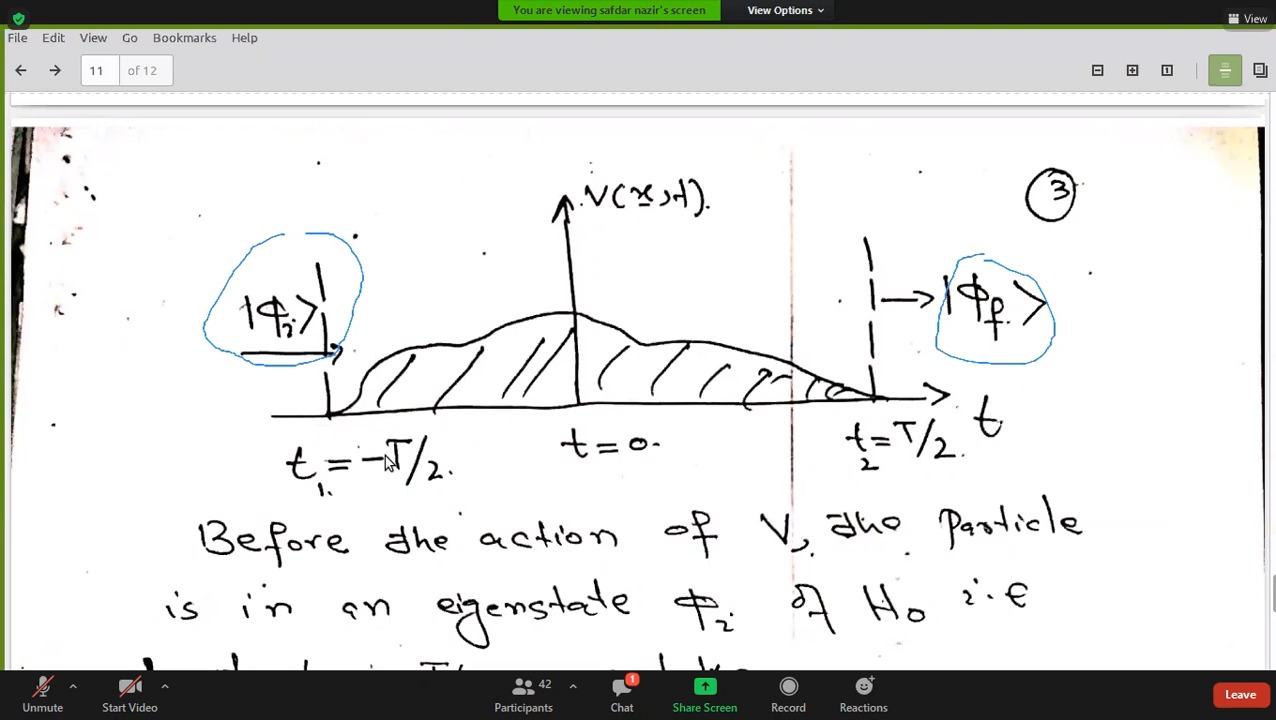 You are viewing safdar nazir's screen
View Options
View
File Edit View Go Bookmarks Help
11 of 12
V(x,t).
3
|Φi>
|Φf.>
t1. = -T/2.
t = 0.
t2 = T/2.
t
Before the action of V, the Particle
is in an eigenstate Φi of H0 i.e
Unmute
Start Video
42
Participants
1
Chat
Share Screen
Record
Reactions
Leave